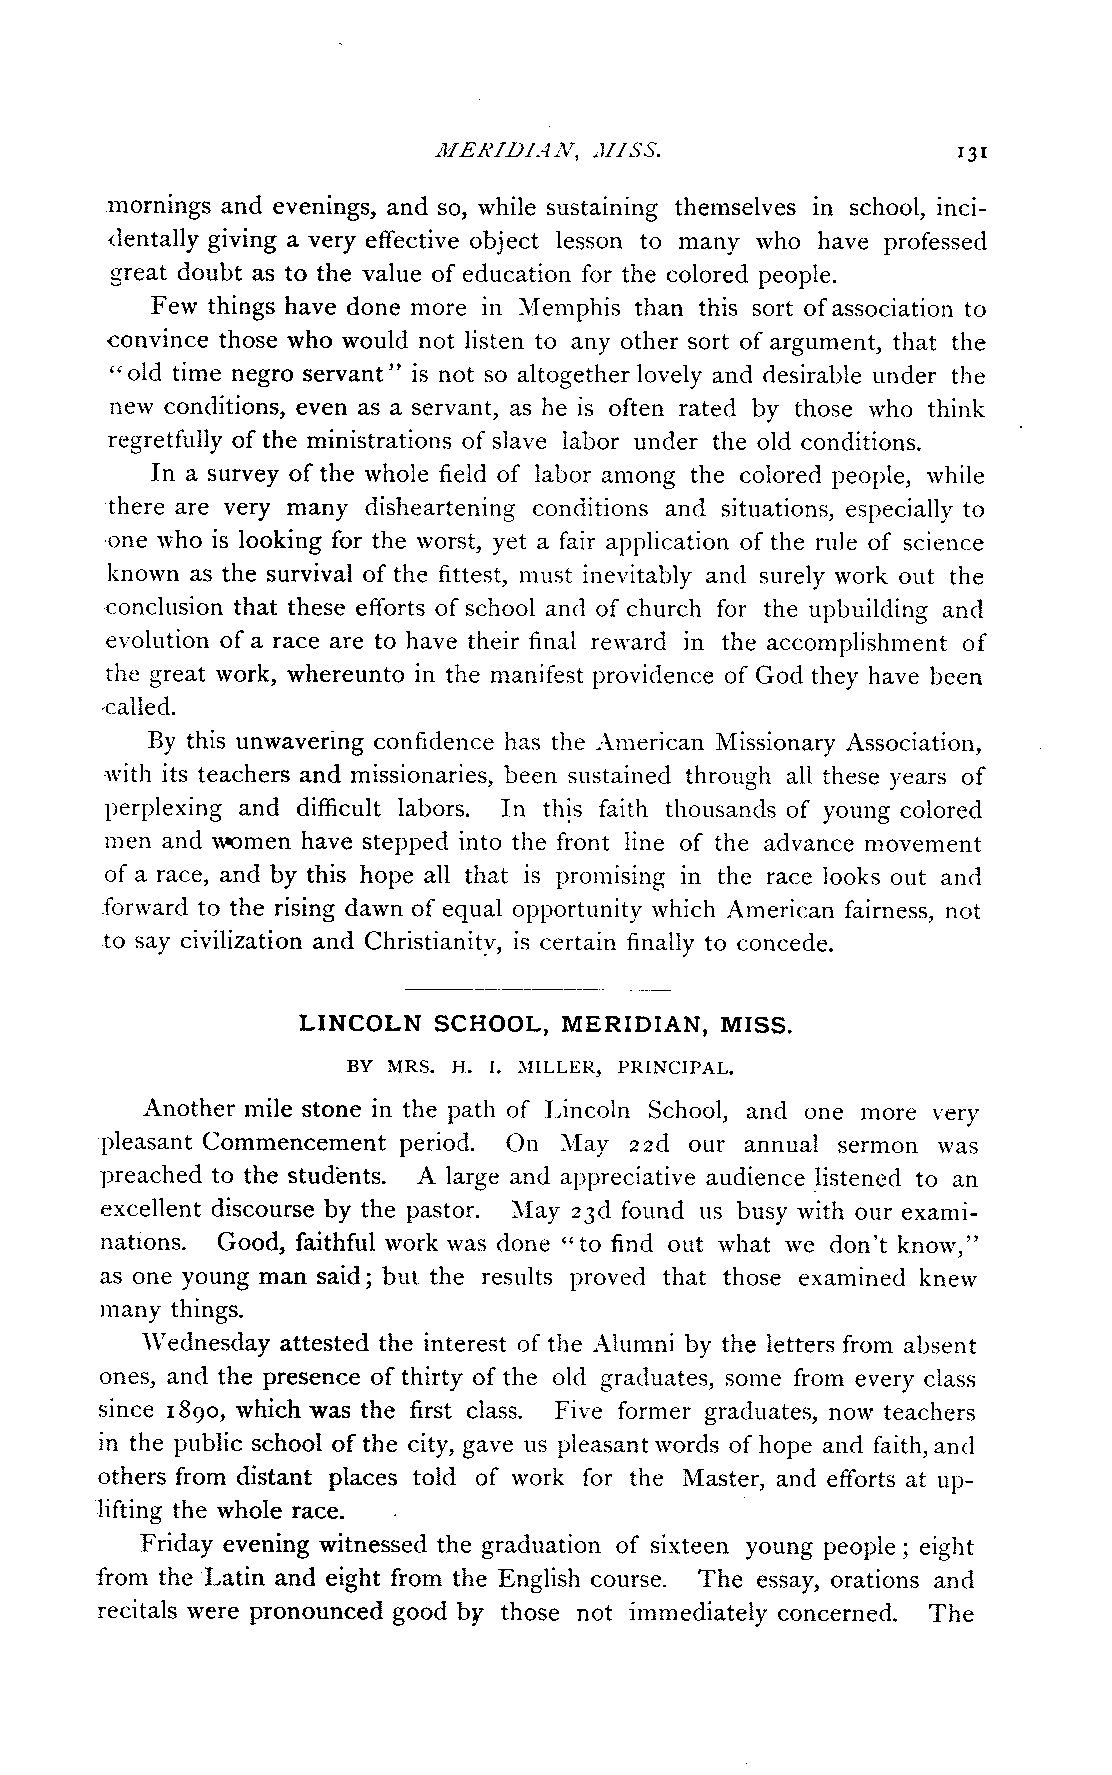 MERIDIAN, MISS. 131
mornings and evenings, and so, while sustaining themselves in school, inci-
dentally giving a very effective object lesson to many who have professed
great doubt as to the value of education for the colored people.
Few things have done more in Memphis than this sort of association to
convince those who would not listen to any other sort of argument, that the
"old time negro servant" is not so altogether lovely and desirable under the
new conditions, even as a servant, as he is often rated by those who think
regretfully of the ministrations of slave labor under the old conditions.
In a survey of the whole field of labor among the colored people, while
there are very many disheartening conditions and situations, especially to
one who is looking for the worst, yet a fair application of the rule of science
known as the survival of the fittest, must inevitably and surely work out the
conclusion that these efforts of school and of church for the upbuilding and
evolution of a race are to have their final reward in the accomplishment of
the great work, whereunto in the manifest providence of God they have been
called.
By this unwavering confidence has the American Missionary Association,
with its teachers and missionaries, been sustained through all these years of
perplexing and difficult labors. In this faith thousands of young colored
men and women have stepped into the front line of the advance movement
of a race, and by this hope all that is promising in the race looks out and
forward to the rising dawn of equal opportunity which American fairness, not
to say civilization and Christianity, is certain finally to concede.
LINCOLN SCHOOL, MERIDIAN, MISS.
BY MRS. H. I. MILLER, PRINCIPAL.
Another mile stone in the path of Lincoln School, and one more very
pleasant Commencement period. On May 22d our annual sermon was
preached to the students. A large and appreciative audience listened to an
excellent discourse by the pastor. May 23d found us busy with our exami-
nations. Good, faithful work was done "to find out what we don't know,"
as one young man said; but the results proved that those examined knew
many things.
Wednesday attested the interest of the Alumni by the letters from absent
ones, and the presence of thirty of the old graduates, some from every class
since 1890, which was the first class. Five former graduates, now teachers
in the public school of the city, gave us pleasant words of hope and faith, and
others from distant places told of work for the Master, and efforts at up-
lifting the whole race.
Friday evening witnessed the graduation of sixteen young people; eight
from the Latin and eight from the English course. The essay, orations and
recitals were pronounced good by those not immediately concerned. The